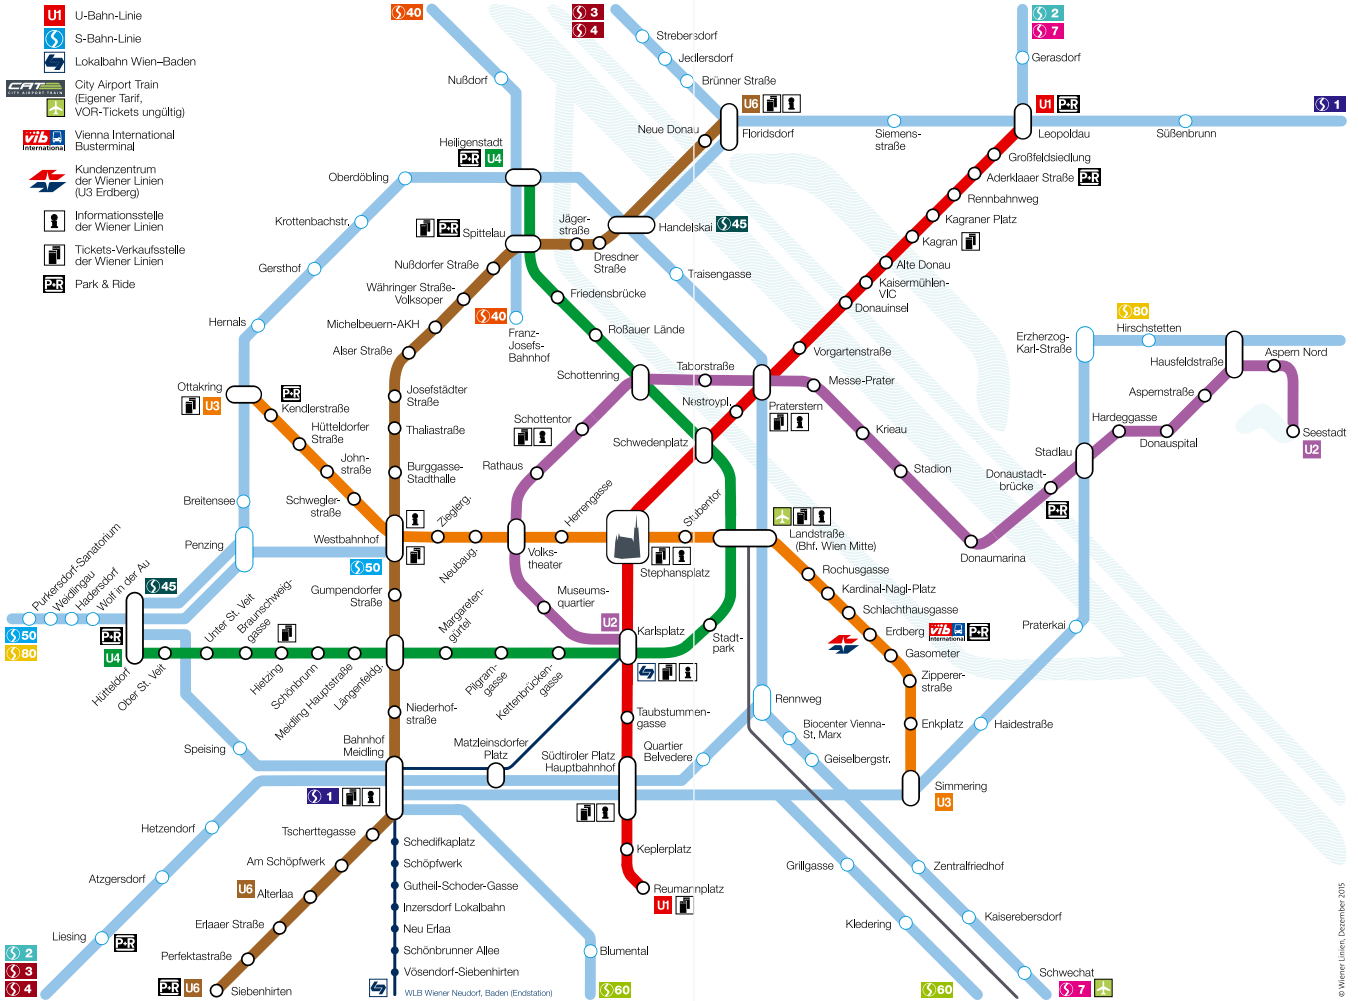 U1 U-Bahn-Linie
S S-Bahn-Linie
Lokalbahn Wien–Baden
CAT CITY AIRPORT TRAIN
City Airport Train
(Eigener Tarif,
VOR-Tickets ungültig)
vib International
Vienna International
Busterminal
Kundenzentrum
der Wiener Linien
(U3 Erdberg)
Informationsstelle
der Wiener Linien
Tickets-Verkaufsstelle
der Wiener Linien
P+R Park & Ride
S 40
S 3
S 4
S 2
S 7
Strebersdorf
Jedlersdorf
Brünner Straße
Gerasdorf
Nußdorf
U6
U1 P+R
S 1
Neue Donau
Floridsdorf
Siemens-
straße
Leopoldau
Süßenbrunn
Heiligenstadt
P+R U4
Großfeldsiedlung
Aderklaaer Straße P+R
Oberdöbling
Rennbahnweg
Krottenbachstr.
P+R Spittelau
Jäger-
straße
Handelskai S 45
Kagraner Platz
Kagran
Dresdner
Straße
Gersthof
Nußdorfer Straße
Traisengasse
Alte Donau
Währinger Straße-
Volksoper
Friedensbrücke
Kaisermühlen-
VIC
Donauinsel
Hernals
Michelbeuern-AKH
S 40
Franz-
Josefs-
Bahnhof
Roßauer Lände
S 80
Hirschstetten
Erzherzog-
Karl-Straße
Alser Straße
Vorgartenstraße
Hausfeldstraße
Aspern Nord
Ottakring
U3
P+R
Kendlerstraße
Josefstädter
Straße
Schottenring
Taborstraße
Messe-Prater
Aspernstraße
Hütteldorfer
Straße
Thaliastraße
Schottentor
Nestroypl.
Praterstern
Hardeggasse
Krieau
Schwedenplatz
Donauspital
Seestadt
U2
John-
straße
Burggasse-
Stadthalle
Rathaus
Stadion
Stadlau
Donaustadt-
brücke
P+R
Breitensee
Schwegler-
straße
Zieglerg.
Herrengasse
Stubentor
Penzing
Westbahnhof
S 50
Neubaug.
Volks-
theater
Stephansplatz
Landstraße
(Bhf. Wien Mitte)
Donaumarina
Purkersdorf-Sanatorium
Weidlingau
Hadersdorf
Wolf in der Au
S 45
S 50
S 80
P+R
U4
Hütteldorf
Ober St. Veit
Unter St. Veit
Braunschweig-
gasse
Hietzing
Schönbrunn
Meidling Hauptstraße
Längenfeldg.
Gumpendorfer
Straße
Margareten-
gürtel
Pilgram-
gasse
Kettenbrücken-
gasse
Museums-
quartier
U2
Karlsplatz
Stadt-
park
Rochusgasse
Kardinal-Nagl-Platz
Schlachthausgasse
Erdberg vib International P+R
Gasometer
Zipperer-
straße
Enkplatz
Praterkai
Haidestraße
Simmering
U3
Rennweg
Biocenter Vienna-
St. Marx
Geiselbergstr.
Niederhof-
straße
Bahnhof
Meidling
S 1
Speising
Matzleinsdorfer
Platz
Taubstummen-
gasse
Südtiroler Platz
Hauptbahnhof
Quartier
Belvedere
Keplerplatz
Reumannplatz
U1
Hetzendorf
Atzgersdorf
Liesing P+R
S 2
S 3
S 4
Tscherttegasse
Am Schöpfwerk
U6 Alterlaa
Erlaaer Straße
Perfektastraße
P+R U6 Siebenhirten
Schedifkaplatz
Schöpfwerk
Gutheil-Schoder-Gasse
Inzersdorf Lokalbahn
Neu Erlaa
Schönbrunner Allee
Vösendorf-Siebenhirten
WLB Wiener Neudorf, Baden (Endstation)
Blumental
S 60
Grillgasse
Kledering
S 60
Zentralfriedhof
Kaiserebersdorf
Schwechat
S 7
© Wiener Linien, Dezember 2015